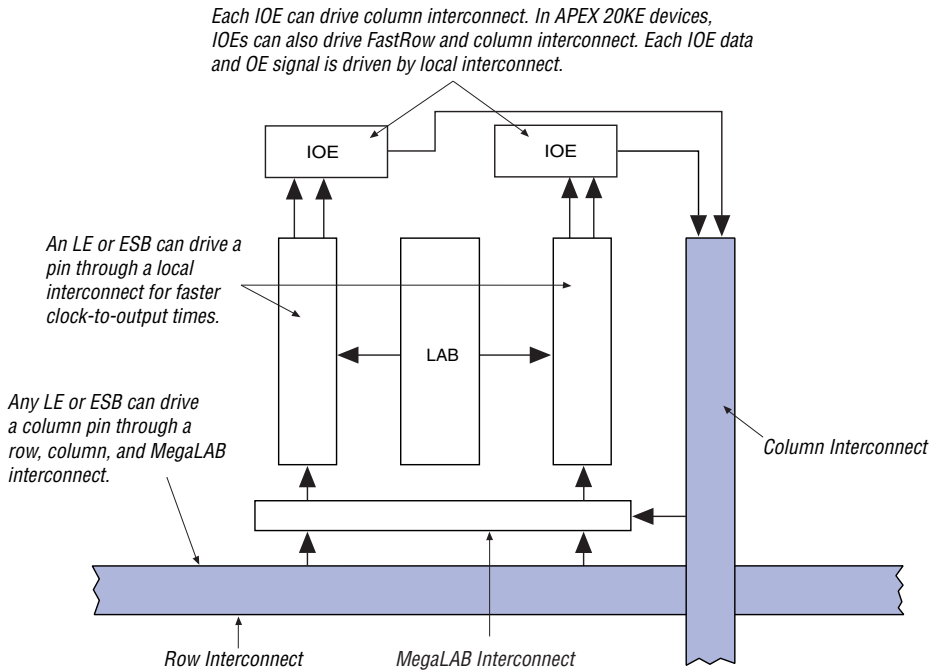 Each IOE can drive column interconnect. In APEX 20KE devices,
IOEs can also drive FastRow and column interconnect. Each IOE data
and OE signal is driven by local interconnect.
IOE
IOE
An LE or ESB can drive a
pin through a local
interconnect for faster
clock-to-output times.
LAB
Any LE or ESB can drive
a column pin through a
row, column, and MegaLAB
interconnect.
Column Interconnect
Row Interconnect
MegaLAB Interconnect